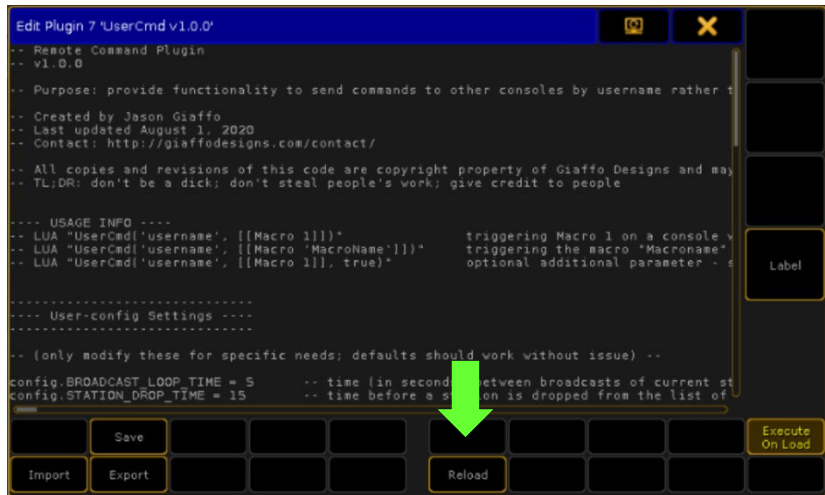 Edit Plugin 7 'UserCmd v1.0.0'
-- Remote Command Plugin
-- v1.0.0
-- Purpose: provide functionality to send commands to other consoles by username rather t
-- Created by Jason Giaffo
-- Last updated August 1, 2020
-- Contact: http://giaffodesigns.com/contact/
-- All copies and revisions of this code are copyright property of Giaffo Designs and may
-- TL;DR: don't be a dick; don't steal people's work; give credit to people
---- USAGE INFO ----
-- LUA "UserCmd('username', [[Macro 1]])" triggering Macro 1 on a console w
-- LUA "UserCmd('username', [[Macro 'MacroName']])" triggering the macro "Macroname"
-- LUA "UserCmd('username', [[Macro 1]], true)" optional additional parameter - s
Label
------------------------------
---- User-config Settings ----
------------------------------
-- (only modify these for specific needs; defaults should work without issue) --
config.BROADCAST_LOOP_TIME = 5 -- time (in between broadcasts of current st
config.STATION_DROP_TIME = 15 -- time before a is dropped from the list of
Save
Execute
On Load
Import
Export
Reload